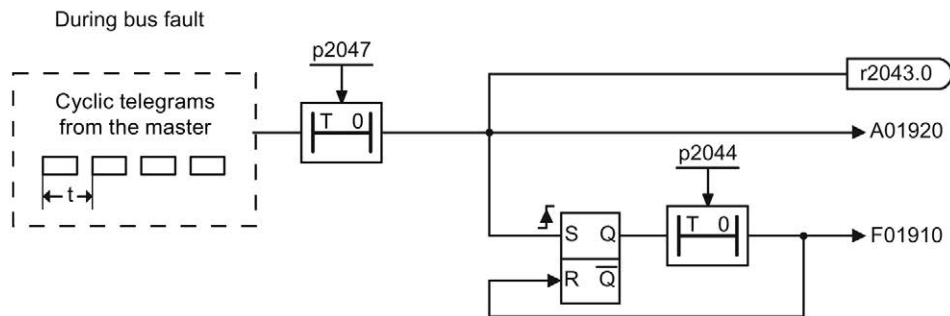 During bus fault
Cyclic telegrams
from the master
t
p2047
T 0
r2043.0
A01920
p2044
T 0
S Q
R Q̅
F01910